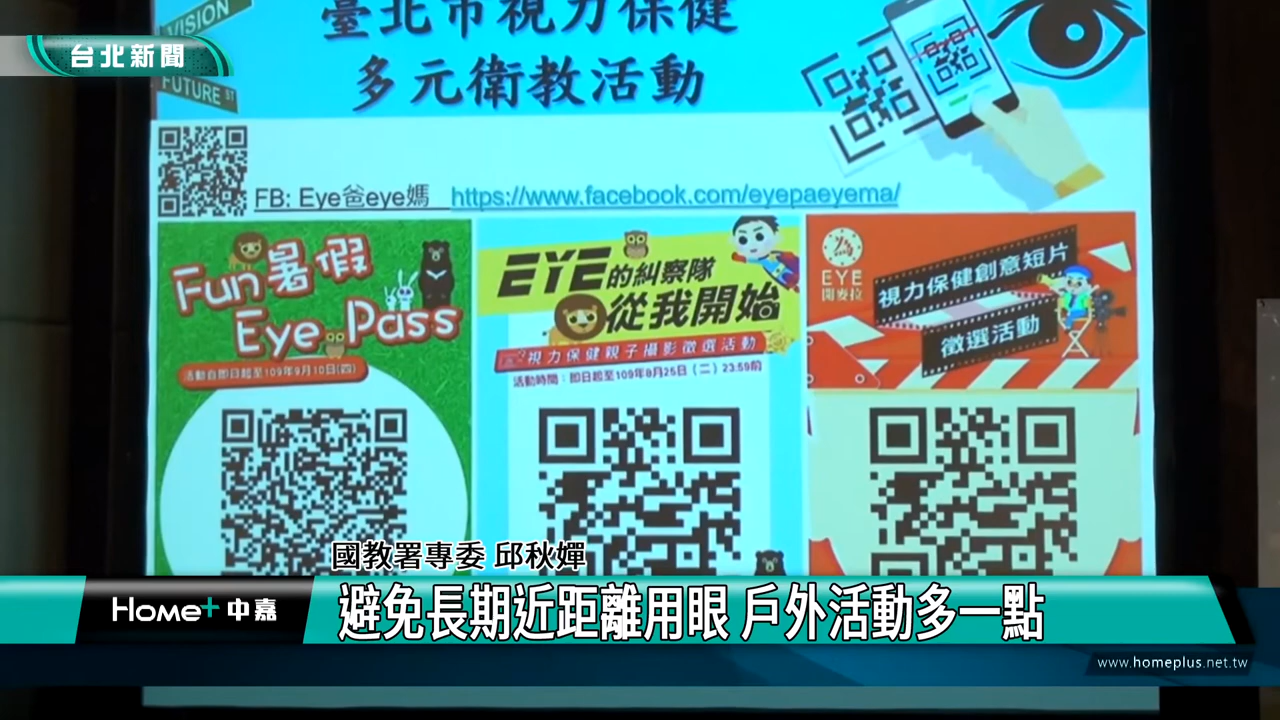 VISION
FUTURE ST
台北新聞
臺北市視力保健
多元衛教活動
FB: Eye爸eye媽 https://www.facebook.com/eyepaeyema/
Fun暑假
Eye Pass
活動自即日起至109年9月10日(四)
EYE的糾察隊
從我開始
視力保健親子攝影徵選活動
活動時間：即日起至109年8月25日（二）23:59前
EYE
開麥拉
視力保健創意短片
徵選活動
國教署專委 邱秋嬋
Home+ 中嘉
避免長期近距離用眼 戶外活動多一點
www.homeplus.net.tw